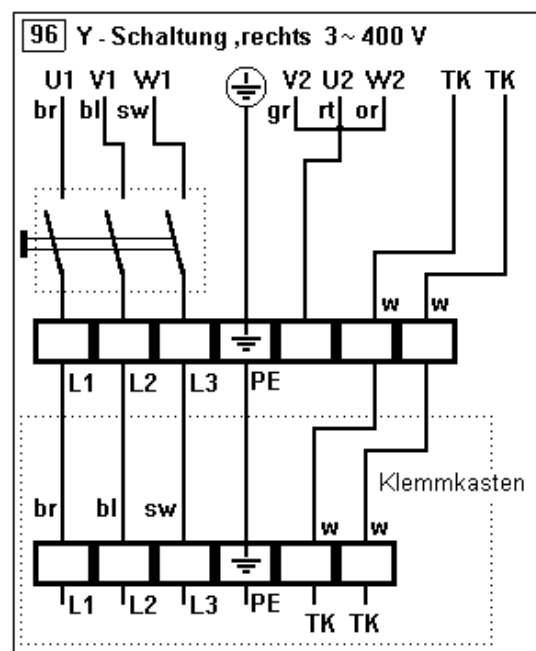 96 Y - Schaltung ,rechts 3~ 400 V
U1 V1 W1 V2 U2 W2 TK TK
br bl sw gr rt or
w w
L1 L2 L3 PE
Klemmkasten
br bl sw w w
L1 L2 L3 PE TK TK